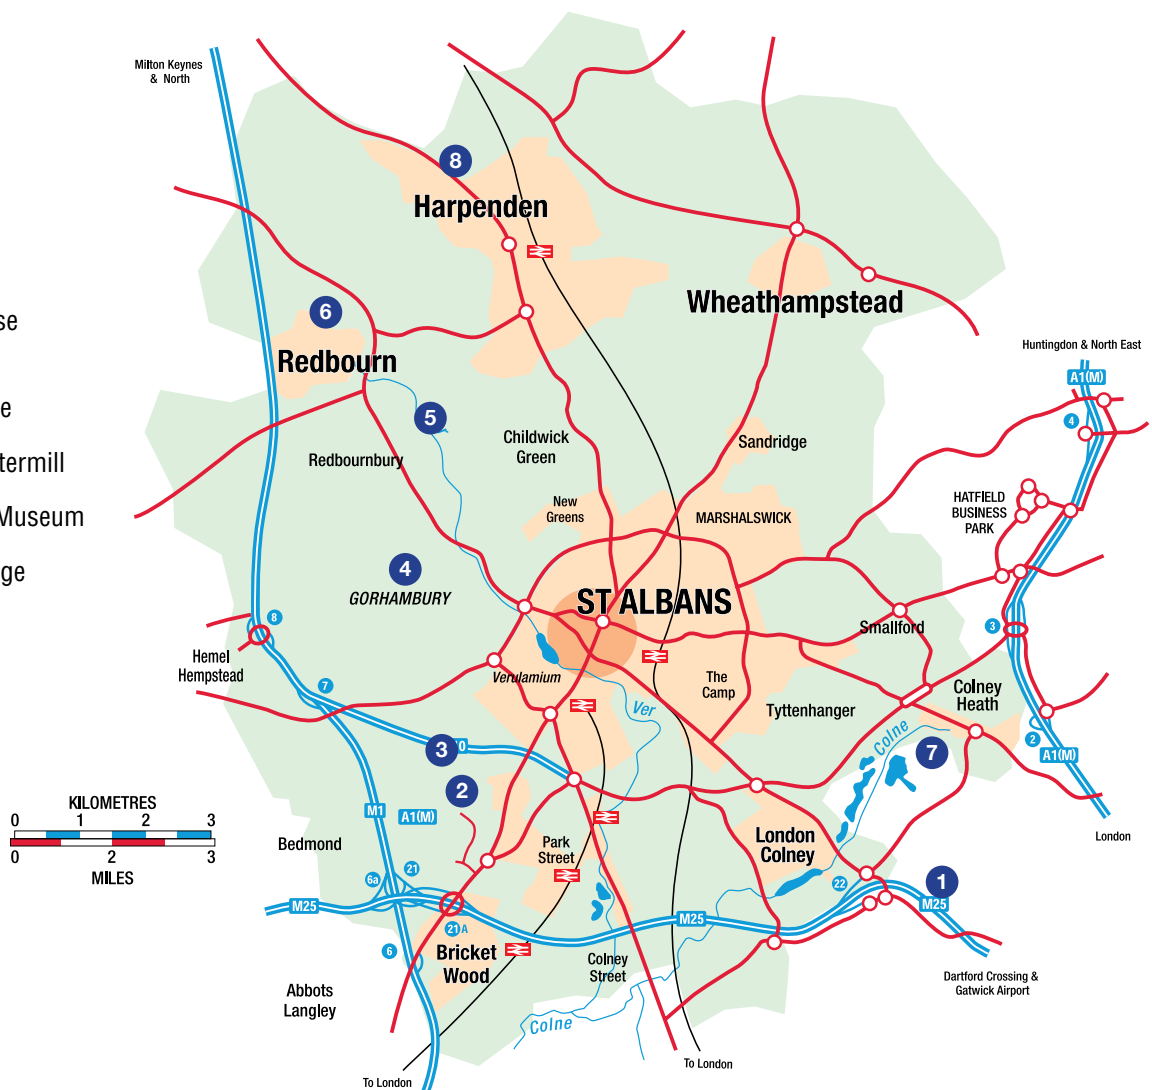 Milton Keynes
& North
8
Harpenden
Wheathampstead
6
Redbourn
se
Huntingdon & North East
A1(M)
4
e
5
Childwick
Green
Sandridge
Redbournbury
termill
New
Greens
MARSHALSWICK
HATFIELD
BUSINESS
PARK
Museum
ge
4
GORHAMBURY
ST ALBANS
8
3
Smallford
Hemel
Hempstead
Verulamium
The
Camp
Colney
Heath
7
Ver
Tyttenhanger
Colne
2
A1(M)
7
3
2
KILOMETRES
0 1 2 3
0 2 3
MILES
M1
A1(M)
London
Bedmond
Park
Street
London
Colney
6a
21
22
1
M25
M25
M25
21A
6
Bricket
Wood
Colney
Street
Dartford Crossing &
Gatwick Airport
Abbots
Langley
Colne
To London
To London